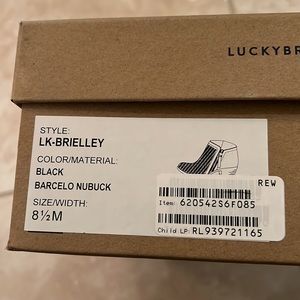 LUCKYBR
STYLE:
LK-BRIELLEY
COLOR/MATERIAL:
BLACK
BARCELO NUBUCK
SIZE/WIDTH:
8½M
REW
Item: 620542S6F085
Child LP: RL939721165